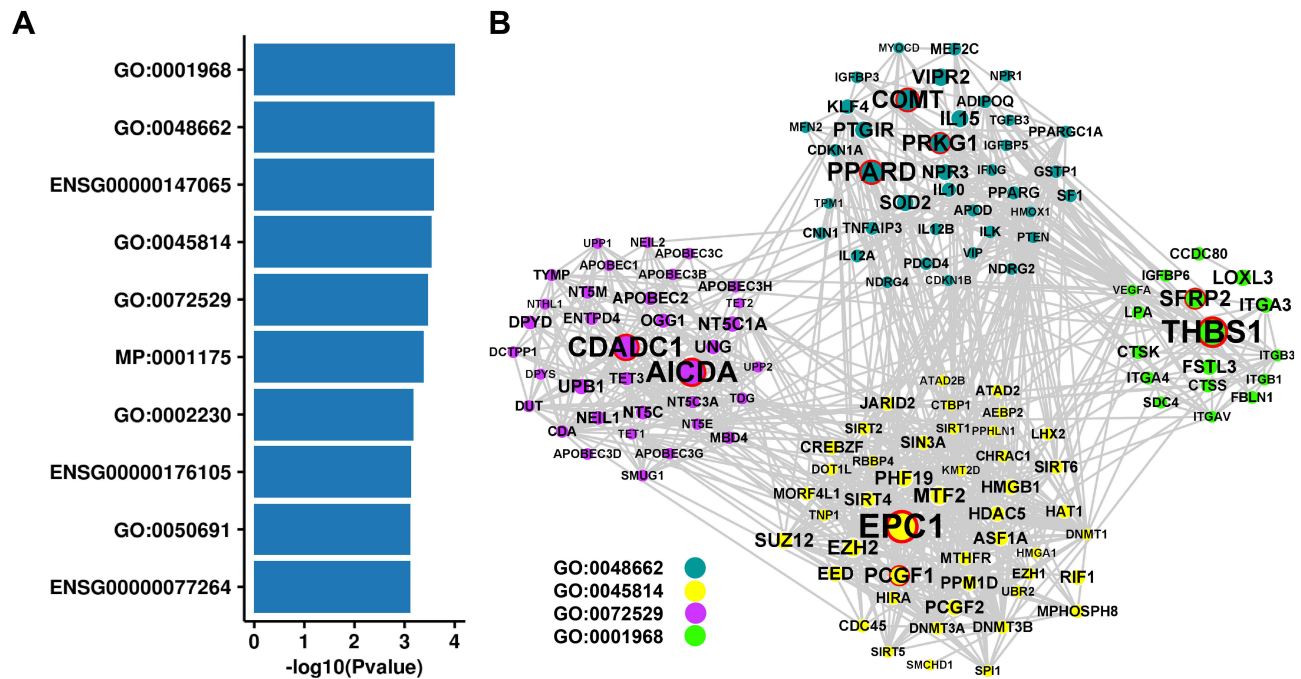 A
B
GO:0001968
GO:0048662
ENSG00000147065
GO:0045814
GO:0072529
MP:0001175
GO:0002230
ENSG00000176105
GO:0050691
ENSG00000077264
0 1 2 3 4
-log10(Pvalue)
MYOCD
MEF2C
IGFBP3
VIPR2
NPR1
COMT
ADIPOQ
KLF4
IL15
TGFB3
MFN2
PTGIR
PPARGC1A
PRKG1
IGFBP5
CDKN1A
PPARD
NPR3
IFNG
GSTP1
IL10
PPARG
SF1
TPM1
SOD2
APOD
HMOX1
CNN1
TNFAIP3
IL12B
ILK
PTEN
IL12A
PDCD4
VIP
NDRG2
NDRG4
CDKN1B
UPP1
NEIL2
APOBEC3C
APOBEC1
TYMP
APOBEC3B
NT5M
APOBEC2
APOBEC3H
NTHL1
TET2
DPYD
ENTPD4
OGG1
NT5C1A
CDADC1
UNG
DCTPP1
AICDA
UPP2
DPYS
UPB1
TET3
DUT
NT5C3A
TDG
NEIL1
NT5C
NT5E
CDA
TET1
MBD4
APOBEC3D
APOBEC3G
SMUG1
CCDC80
IGFBP6
LOXL3
VEGFA
SFRP2
ITGA3
LPA
THBS1
CTSK
ITGB3
FSTL3
ITGA4
CTSS
ITGB1
SDC4
FBLN1
ITGAV
ATAD2B
ATAD2
JARID2
CTBP1
AEBP2
SIRT2
SIRT1
PPHLN1
LHX2
CREBZF
SIN3A
CHRAC1
RBBP4
DOT1L
KMT2D
SIRT6
PHF19
HMGB1
MORF4L1
SIRT4
MTF2
TNP1
HDAC5
HAT1
EPC1
DNMT1
SUZ12
ASF1A
EZH2
HMGA1
MTHFR
EED
PCGF1
EZH1
RIF1
PPM1D
UBR2
HIRA
PCGF2
MPHOSPH8
CDC45
DNMT3A
DNMT3B
SIRT5
SMCHD1
SPI1
GO:0048662
GO:0045814
GO:0072529
GO:0001968